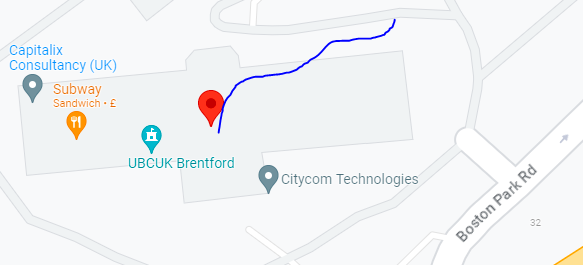 Capitalix
Consultancy (UK)
Subway
Sandwich • £
UBCUK Brentford
Citycom Technologies
Boston Park Rd
32